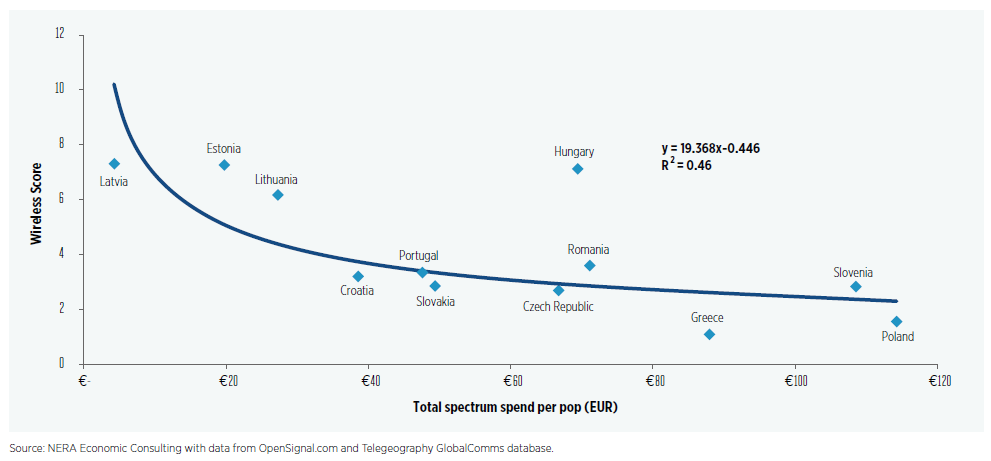 12
10
8
6
4
2
0
Wireless Score
Latvia
Estonia
Lithuania
Croatia
Portugal
Slovakia
Hungary
Romania
Czech Republic
Greece
Slovenia
Poland
y = 19.368x-0.446
R² = 0.46
€- €20 €40 €60 €80 €100 €120
Total spectrum spend per pop (EUR)
Source: NERA Economic Consulting with data from OpenSignal.com and Telegeography GlobalComms database.